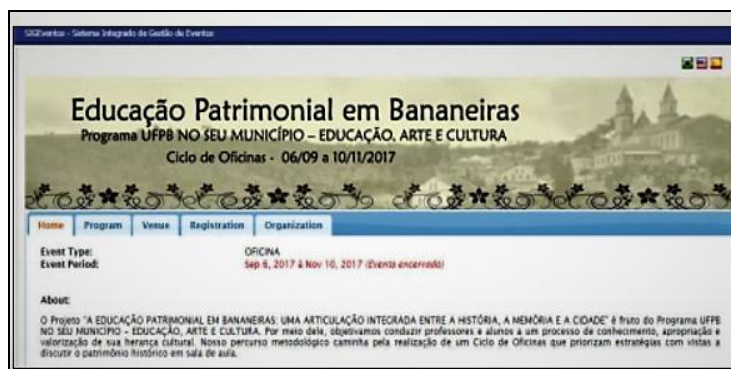 SIGEventos - Sistema Integrado de Gestão de Eventos
Educação Patrimonial em Bananeiras
Programa UFPB NO SEU MUNICÍPIO – EDUCAÇÃO, ARTE E CULTURA
Ciclo de Oficinas - 06/09 a 10/11/2017
Home Program Venue Registration Organization
Event Type: OFICINA
Event Period: Sep 6, 2017 à Nov 10, 2017 (Evento encerrado)
About:
O Projeto "A EDUCAÇÃO PATRIMONIAL EM BANANEIRAS: UMA ARTICULAÇÃO INTEGRADA ENTRE A HISTÓRIA, A MEMÓRIA E A CIDADE" é fruto do Programa UFPB
NO SEU MUNICÍPIO – EDUCAÇÃO, ARTE E CULTURA. Por meio dele, objetivamos conduzir professores e alunos a um processo de conhecimento, apropriação e
valorização de sua herança cultural. Nosso percurso metodológico caminha pela realização de um Ciclo de Oficinas que priorizam estratégias com vistas a
discutir o patrimônio histórico em sala de aula.